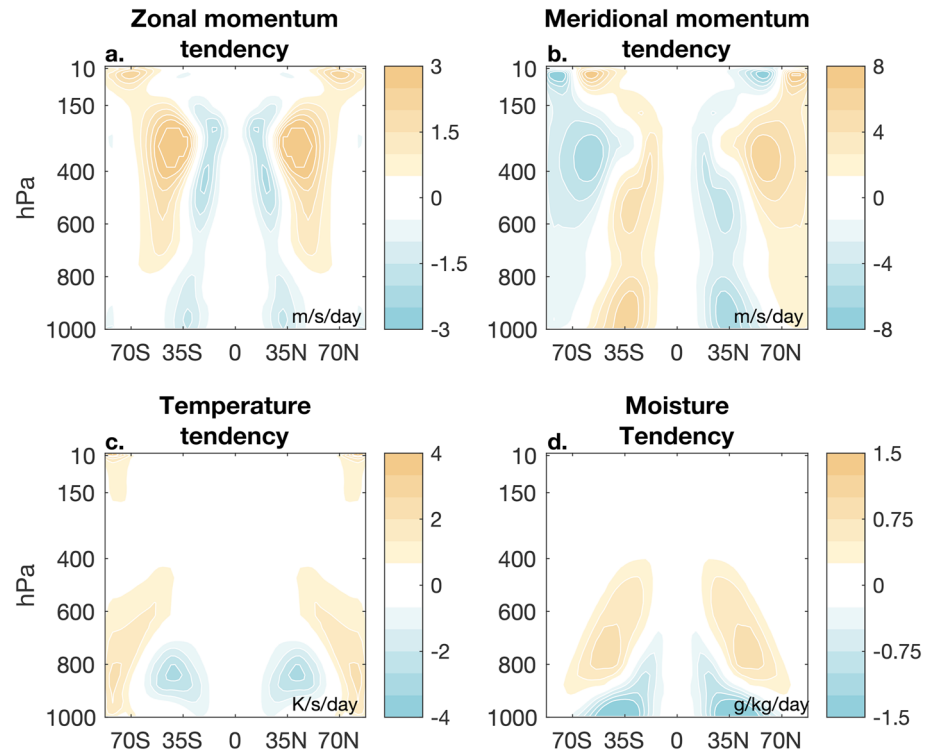 Zonal momentum
tendency
a.
10
150
400
600
800
1000
hPa
70S 35S 0 35N 70N
m/s/day
3
1.5
0
-1.5
-3
Meridional momentum
tendency
b.
10
150
400
600
800
1000
70S 35S 0 35N 70N
m/s/day
8
4
0
-4
-8
Temperature
tendency
c.
10
150
400
600
800
1000
hPa
70S 35S 0 35N 70N
K/s/day
4
2
0
-2
-4
Moisture
Tendency
d.
10
150
400
600
800
1000
70S 35S 0 35N 70N
g/kg/day
1.5
0.75
0
-0.75
-1.5